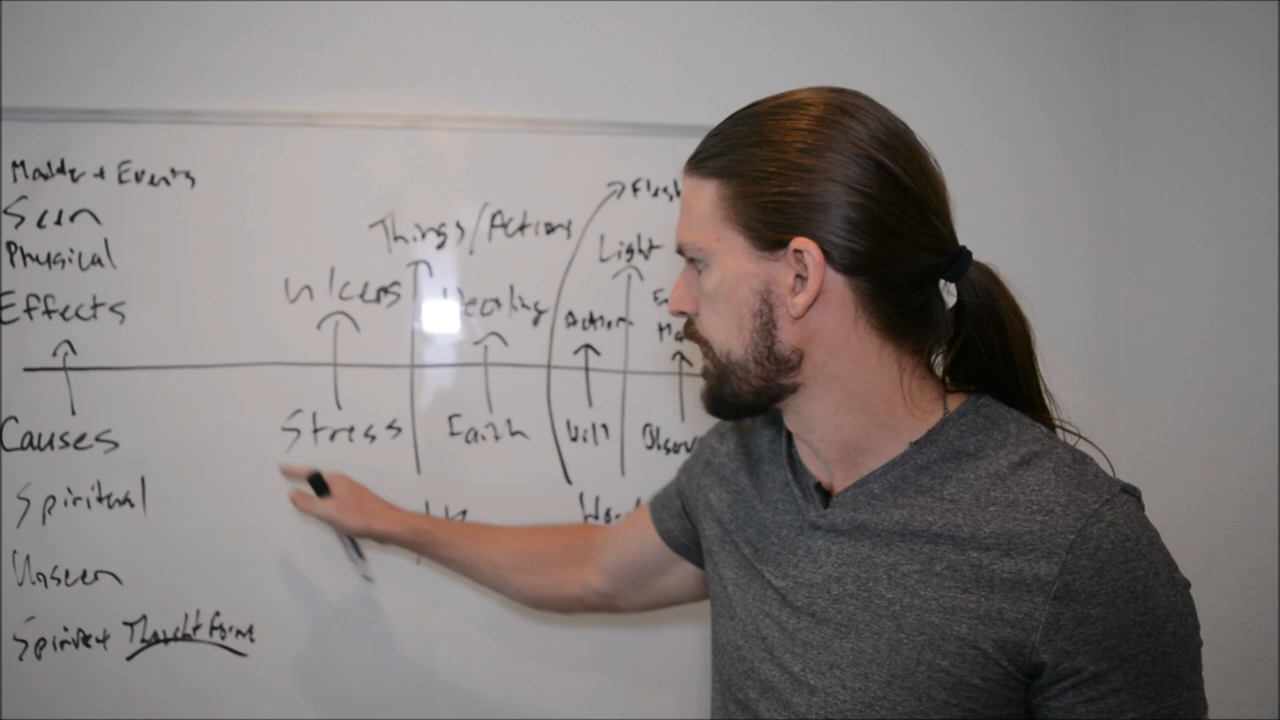 Matter + Events
Seen
Physical
Effects
Causes
Spiritual
Unseen
Spirit + Thought Form
Things/Actions
Ulcers
Healing
Stress
Faith
Flesh
Light
Action
Will